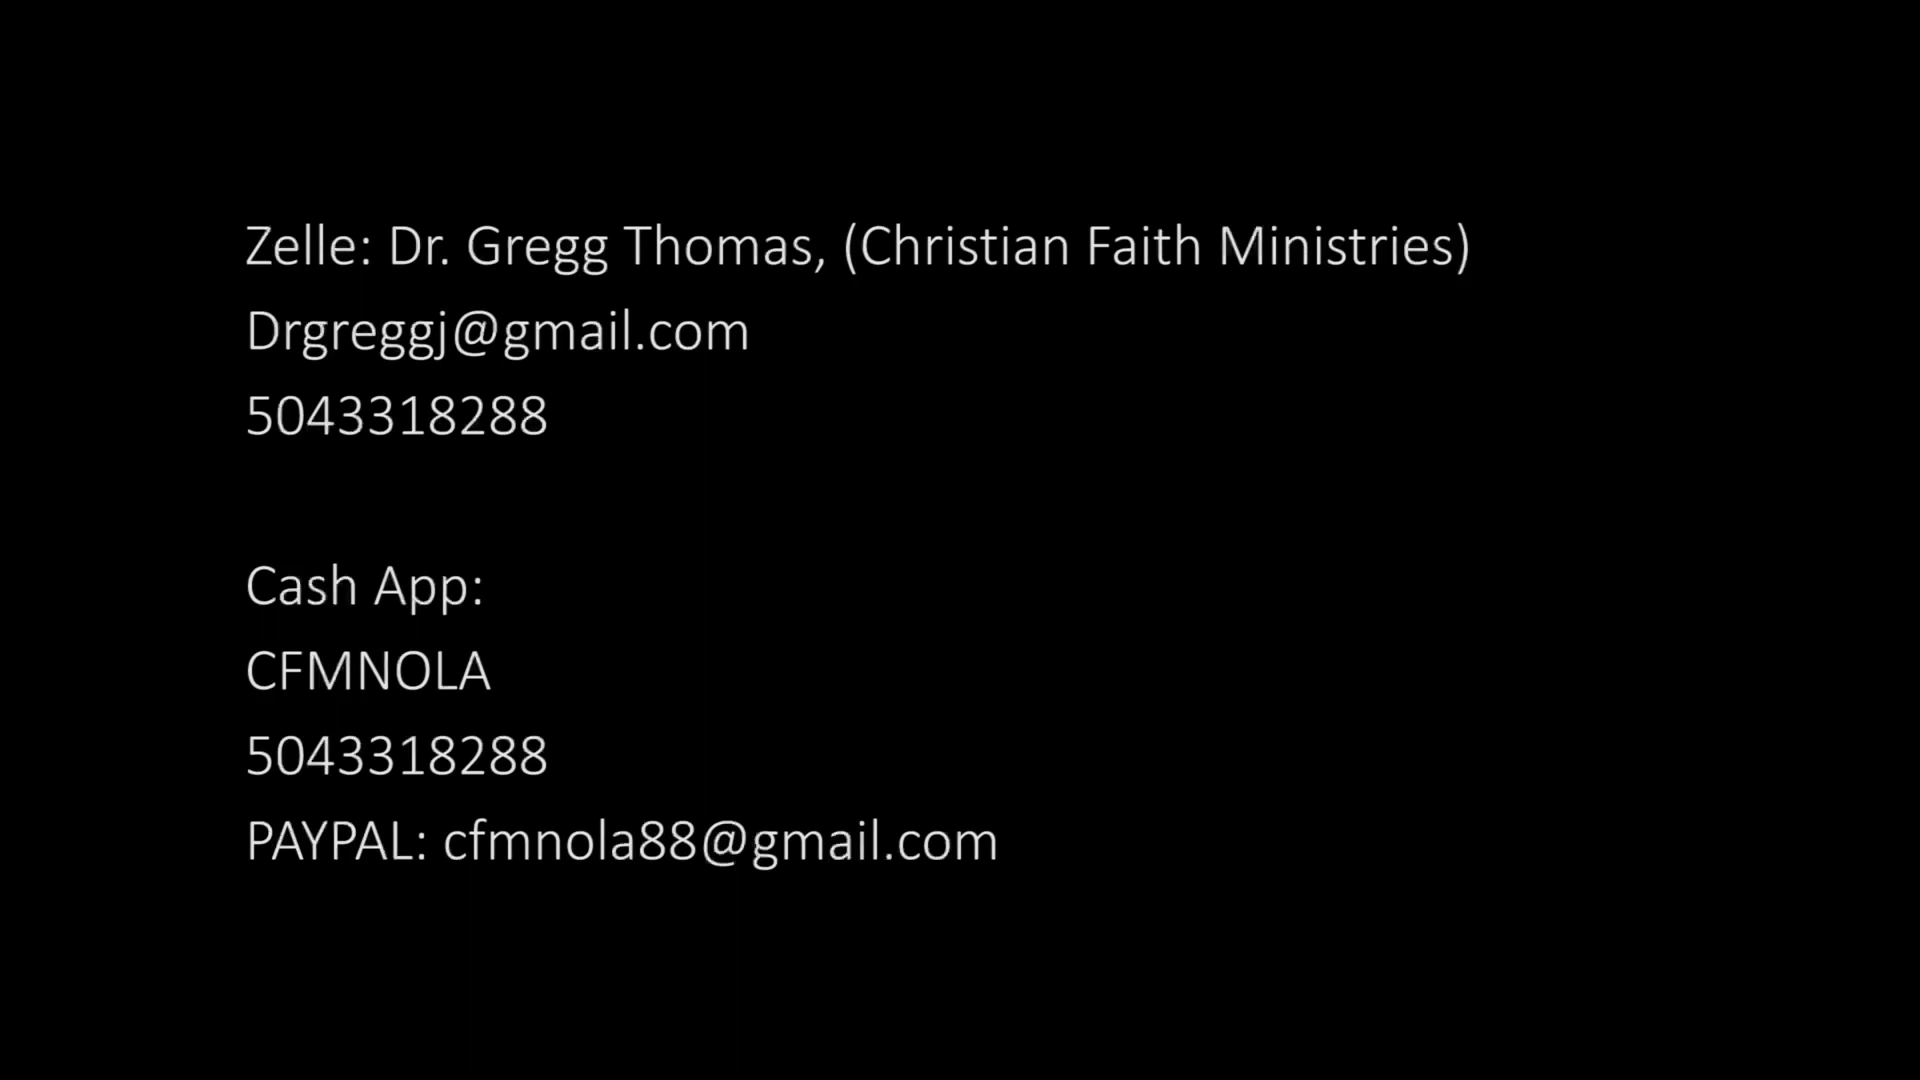 Zelle: Dr. Gregg Thomas, (Christian Faith Ministries)
Drgreggj@gmail.com
5043318288
Cash App:
CFMNOLA
5043318288
PAYPAL: cfmnola88@gmail.com